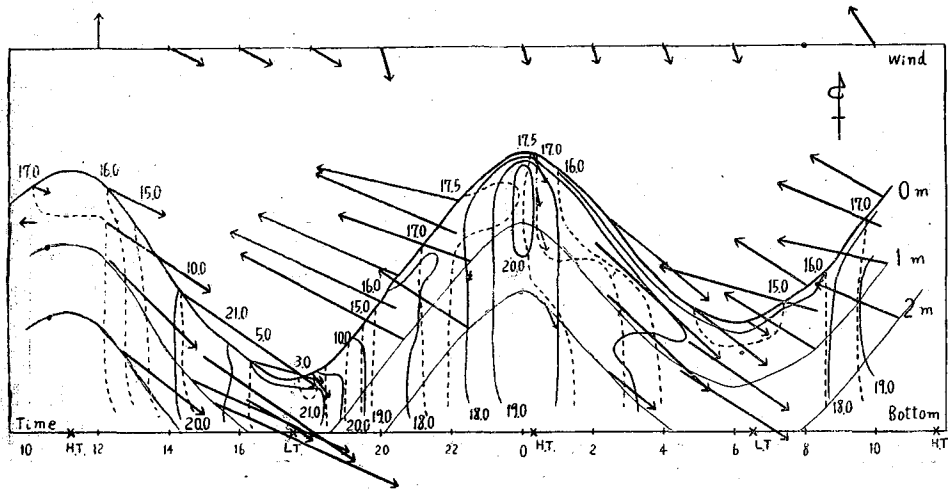 Wind
17.5
17.0
17.0 16.0 16.0
15.0 17.5 0 m
17.0
17.0
1 m
10.0 20.0 16.0
16.0 15.0
21.0 15.0 2 m
5.0
10.0
3.0
21.0 19.0 19.0
20.0 20.0 18.0 18.0 19.0 18.0
Time Bottom
10 H.T. 12 14 16 L.T. 18 20 22 0 H.T. 2 4 6 L.T. 8 10 H.T.